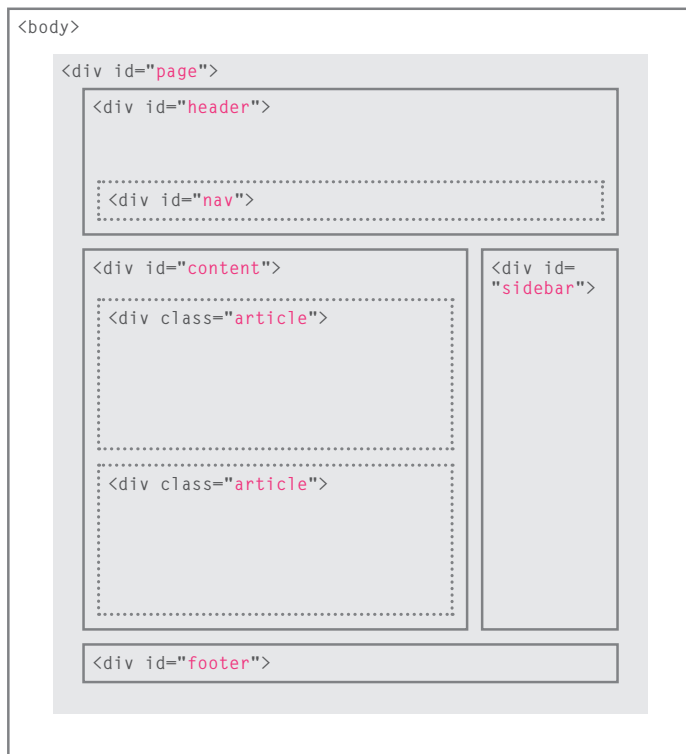 <body>
<div id="page">
<div id="header">
<div id="nav">
<div id="content">
<div class="article">
<div class="article">
<div id=
"sidebar">
<div id="footer">